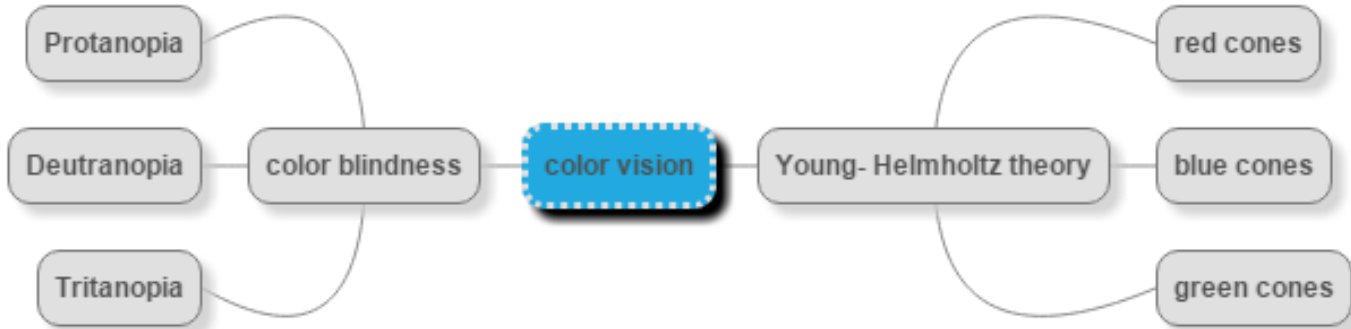 Protanopia
red cones
Deutranopia
color blindness
color vision
Young- Helmholtz theory
blue cones
Tritanopia
green cones